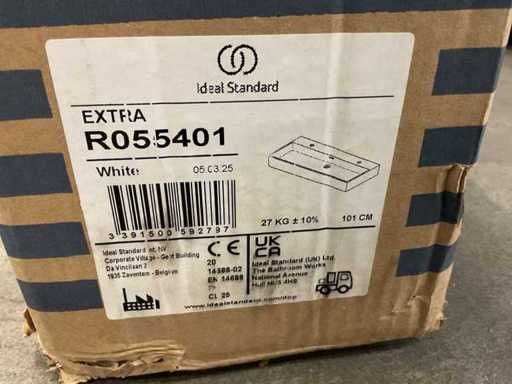 Ideal Standard
EXTRA
R055401
White 05.03.25
3 391500 592797
27 KG ± 10% 101 CM
Ideal Standard Int. NV
Corporate Village - Gent Building
Da Vincilaan 2
1935 Zaventem - Belgium
CE
20
14688-02
EN 14688
CL 25
UK
CA
Ideal Standard (UK) Ltd.
The Bathroom Works
National Avenue
Hull HU5 4HS
www.idealstandard.com/dop